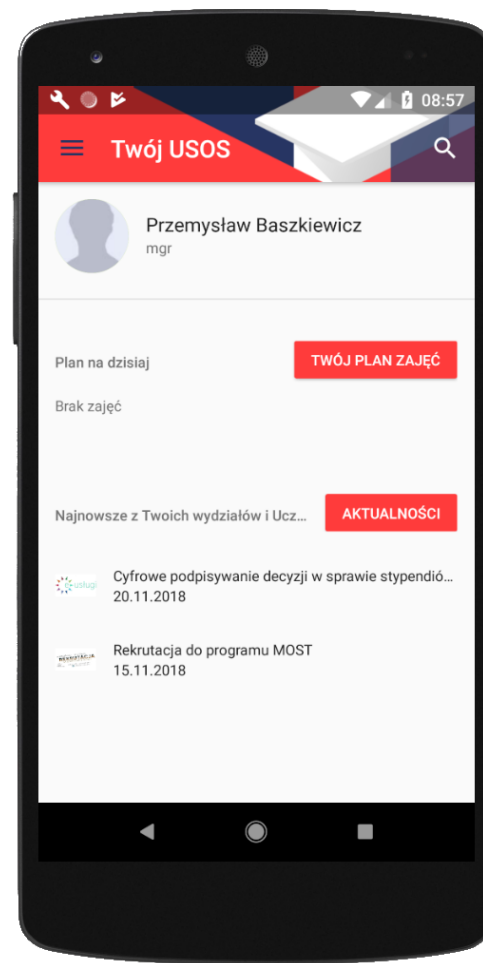 08:57
Twój USOS
Przemysław Baszkiewicz
mgr
Plan na dzisiaj
TWÓJ PLAN ZAJĘĆ
Brak zajęć
Najnowsze z Twoich wydziałów i Ucz...
AKTUALNOŚCI
Cyfrowe podpisywanie decyzji w sprawie stypendió...
20.11.2018
Rekrutacja do programu MOST
15.11.2018